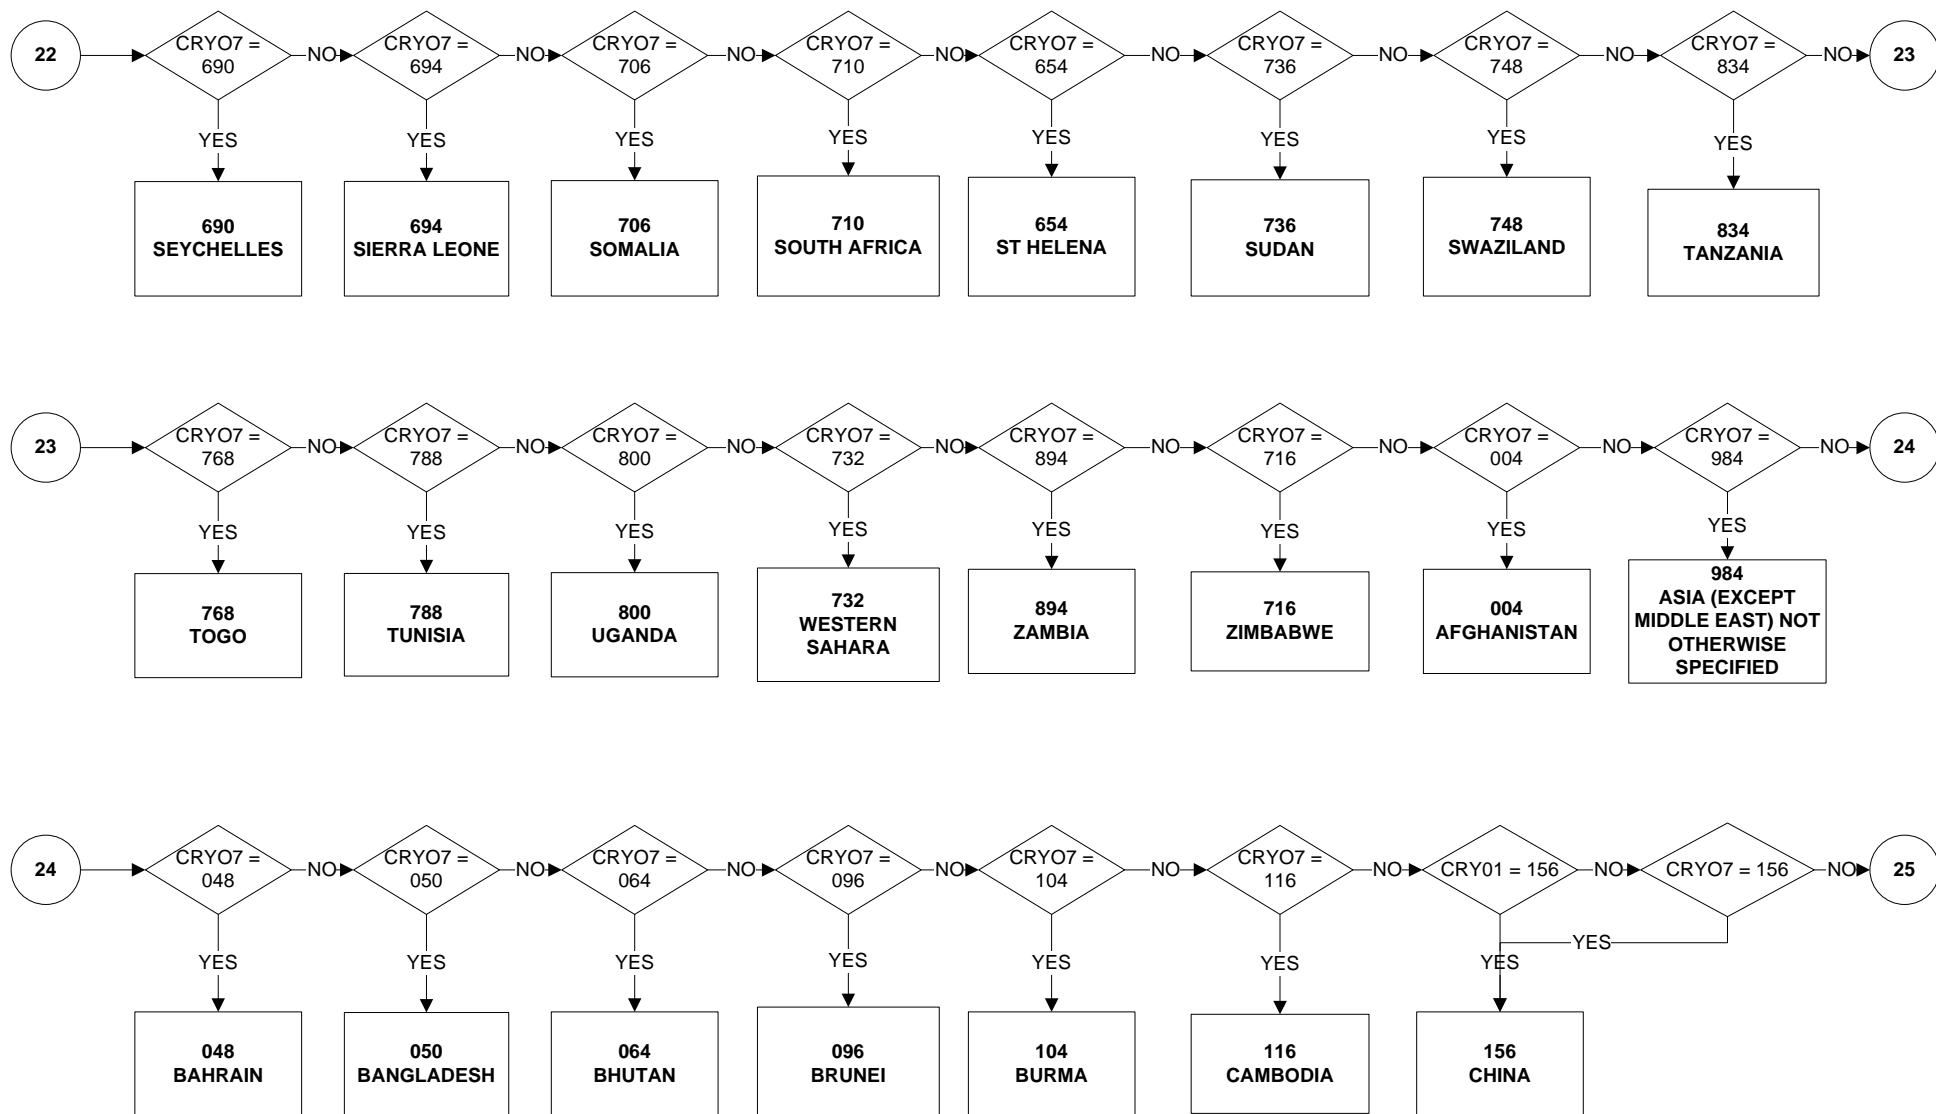 22
CRYO7 =
690
NO
CRYO7 =
694
NO
CRYO7 =
706
NO
CRYO7 =
710
NO
CRYO7 =
654
NO
CRYO7 =
736
NO
CRYO7 =
748
NO
CRYO7 =
834
NO
23
YES
YES
YES
YES
YES
YES
YES
YES
690
SEYCHELLES
694
SIERRA LEONE
706
SOMALIA
710
SOUTH AFRICA
654
ST HELENA
736
SUDAN
748
SWAZILAND
834
TANZANIA
23
CRYO7 =
768
NO
CRYO7 =
788
NO
CRYO7 =
800
NO
CRYO7 =
732
NO
CRYO7 =
894
NO
CRYO7 =
716
NO
CRYO7 =
004
NO
CRYO7 =
984
NO
24
YES
YES
YES
YES
YES
YES
YES
YES
768
TOGO
788
TUNISIA
800
UGANDA
732
WESTERN
SAHARA
894
ZAMBIA
716
ZIMBABWE
004
AFGHANISTAN
984
ASIA (EXCEPT
MIDDLE EAST) NOT
OTHERWISE
SPECIFIED
24
CRYO7 =
048
NO
CRYO7 =
050
NO
CRYO7 =
064
NO
CRYO7 =
096
NO
CRYO7 =
104
NO
CRYO7 =
116
NO
CRY01 = 156
NO
CRYO7 = 156
NO
25
YES
YES
YES
YES
YES
YES
YES
YES
048
BAHRAIN
050
BANGLADESH
064
BHUTAN
096
BRUNEI
104
BURMA
116
CAMBODIA
156
CHINA